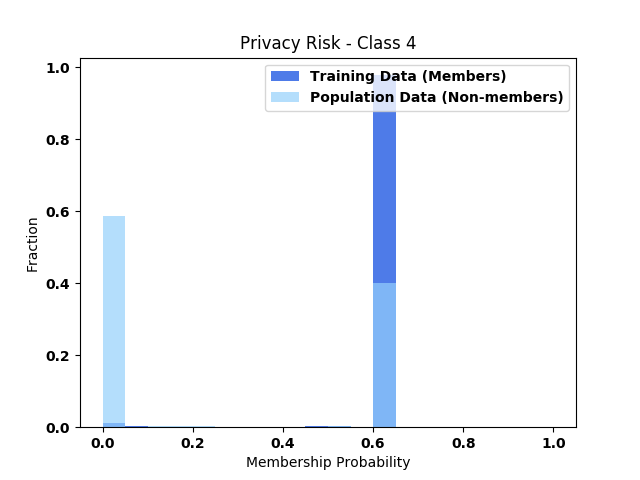 Privacy Risk - Class 4
Training Data (Members)
Population Data (Non-members)
1.0
0.8
0.6
0.4
0.2
0.0
Fraction
0.0 0.2 0.4 0.6 0.8 1.0
Membership Probability